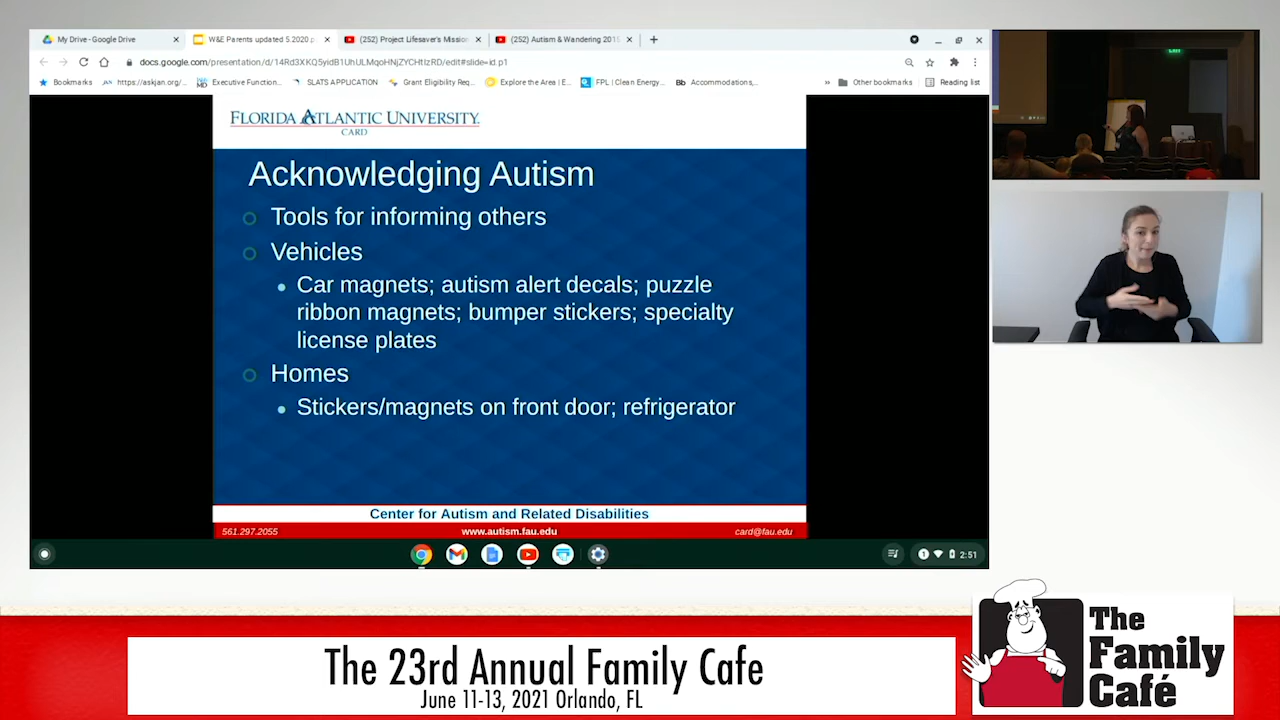 My Drive - Google Drive
W&E Parents updated 5.2020 p
(252) Project Lifesaver's Mission
(252) Autism & Wandering 201
docs.google.com/presentation/d/14Rd3XKQ5yidB1UhULMqoHNjZYCHtIzRD/edit#slide=id.p1
Bookmarks
https://askjan.org/...
Executive Function...
SLATS APPLICATION
Grant Eligibility Req...
Explore the Area | E...
FPL | Clean Energy...
Bb Accommodations,...
» Other bookmarks
Reading list
FLORIDA ATLANTIC UNIVERSITY.
CARD
Acknowledging Autism
Tools for informing others
Vehicles
Car magnets; autism alert decals; puzzle
ribbon magnets; bumper stickers; specialty
license plates
Homes
Stickers/magnets on front door; refrigerator
Center for Autism and Related Disabilities
561.297.2055 www.autism.fau.edu card@fau.edu
1 2:51
The 23rd Annual Family Cafe
June 11-13, 2021 Orlando, FL
The
Family
Café